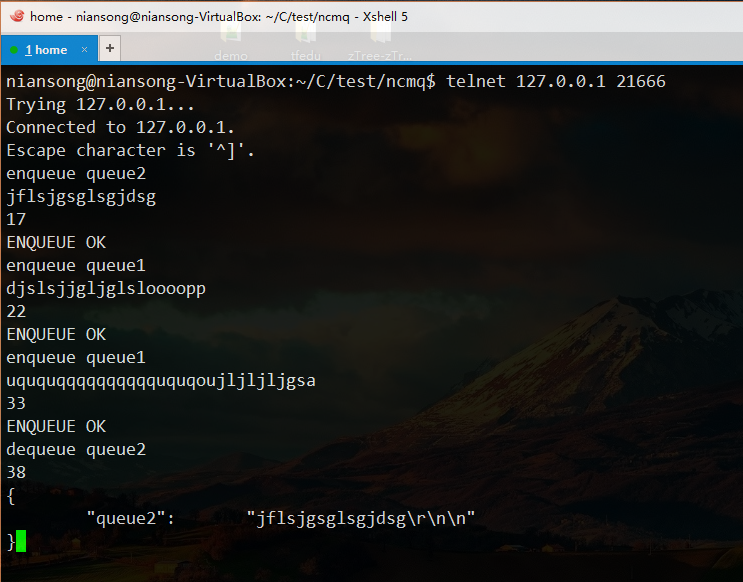 home - niansong@niansong-VirtualBox: ~/C/test/ncmq - Xshell 5
demo tfedu zTree-zTr...
1 home × +
niansong@niansong-VirtualBox:~/C/test/ncmq$ telnet 127.0.0.1 21666
Trying 127.0.0.1...
Connected to 127.0.0.1.
Escape character is '^]'.
enqueue queue2
jflsjgsglsgjdsg
17
ENQUEUE OK
enqueue queue1
djslsjjgljglsloooopp
22
ENQUEUE OK
enqueue queue1
uququqqqqqqqqqququqoujljljljgsa
33
ENQUEUE OK
dequeue queue2
38
{
"queue2": "jflsjgsglsgjdsg\r\n\n"
}